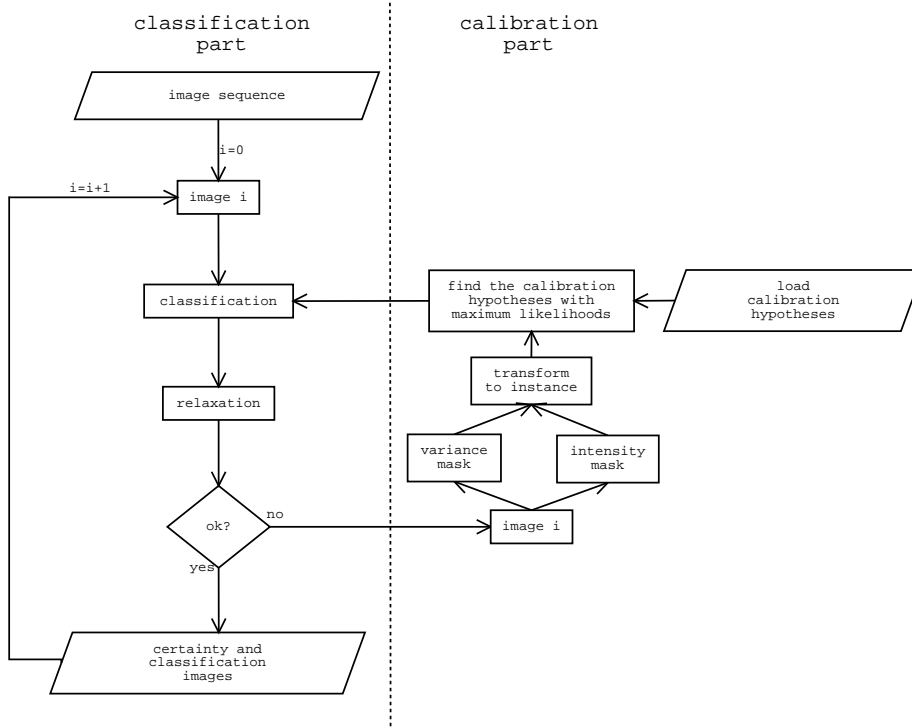 classification
part
calibration
part
image sequence
i=0
i=i+1
image i
classification
find the calibration
hypotheses with
maximum likelihoods
load
calibration
hypotheses
transform
to instance
relaxation
variance
mask
intensity
mask
ok?
no
image i
yes
certainty and
classification
images